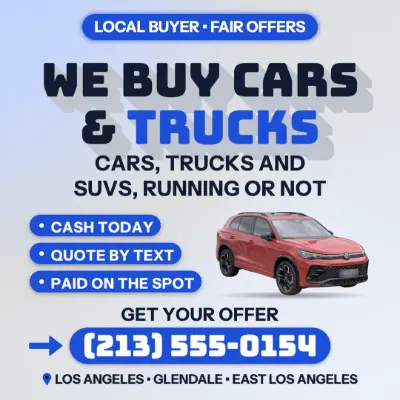 LOCAL BUYER • FAIR OFFERS
WE BUY CARS
& TRUCKS
CARS, TRUCKS AND
SUVS, RUNNING OR NOT
• CASH TODAY
• QUOTE BY TEXT
• PAID ON THE SPOT
GET YOUR OFFER
(213) 555-0154
LOS ANGELES • GLENDALE • EAST LOS ANGELES